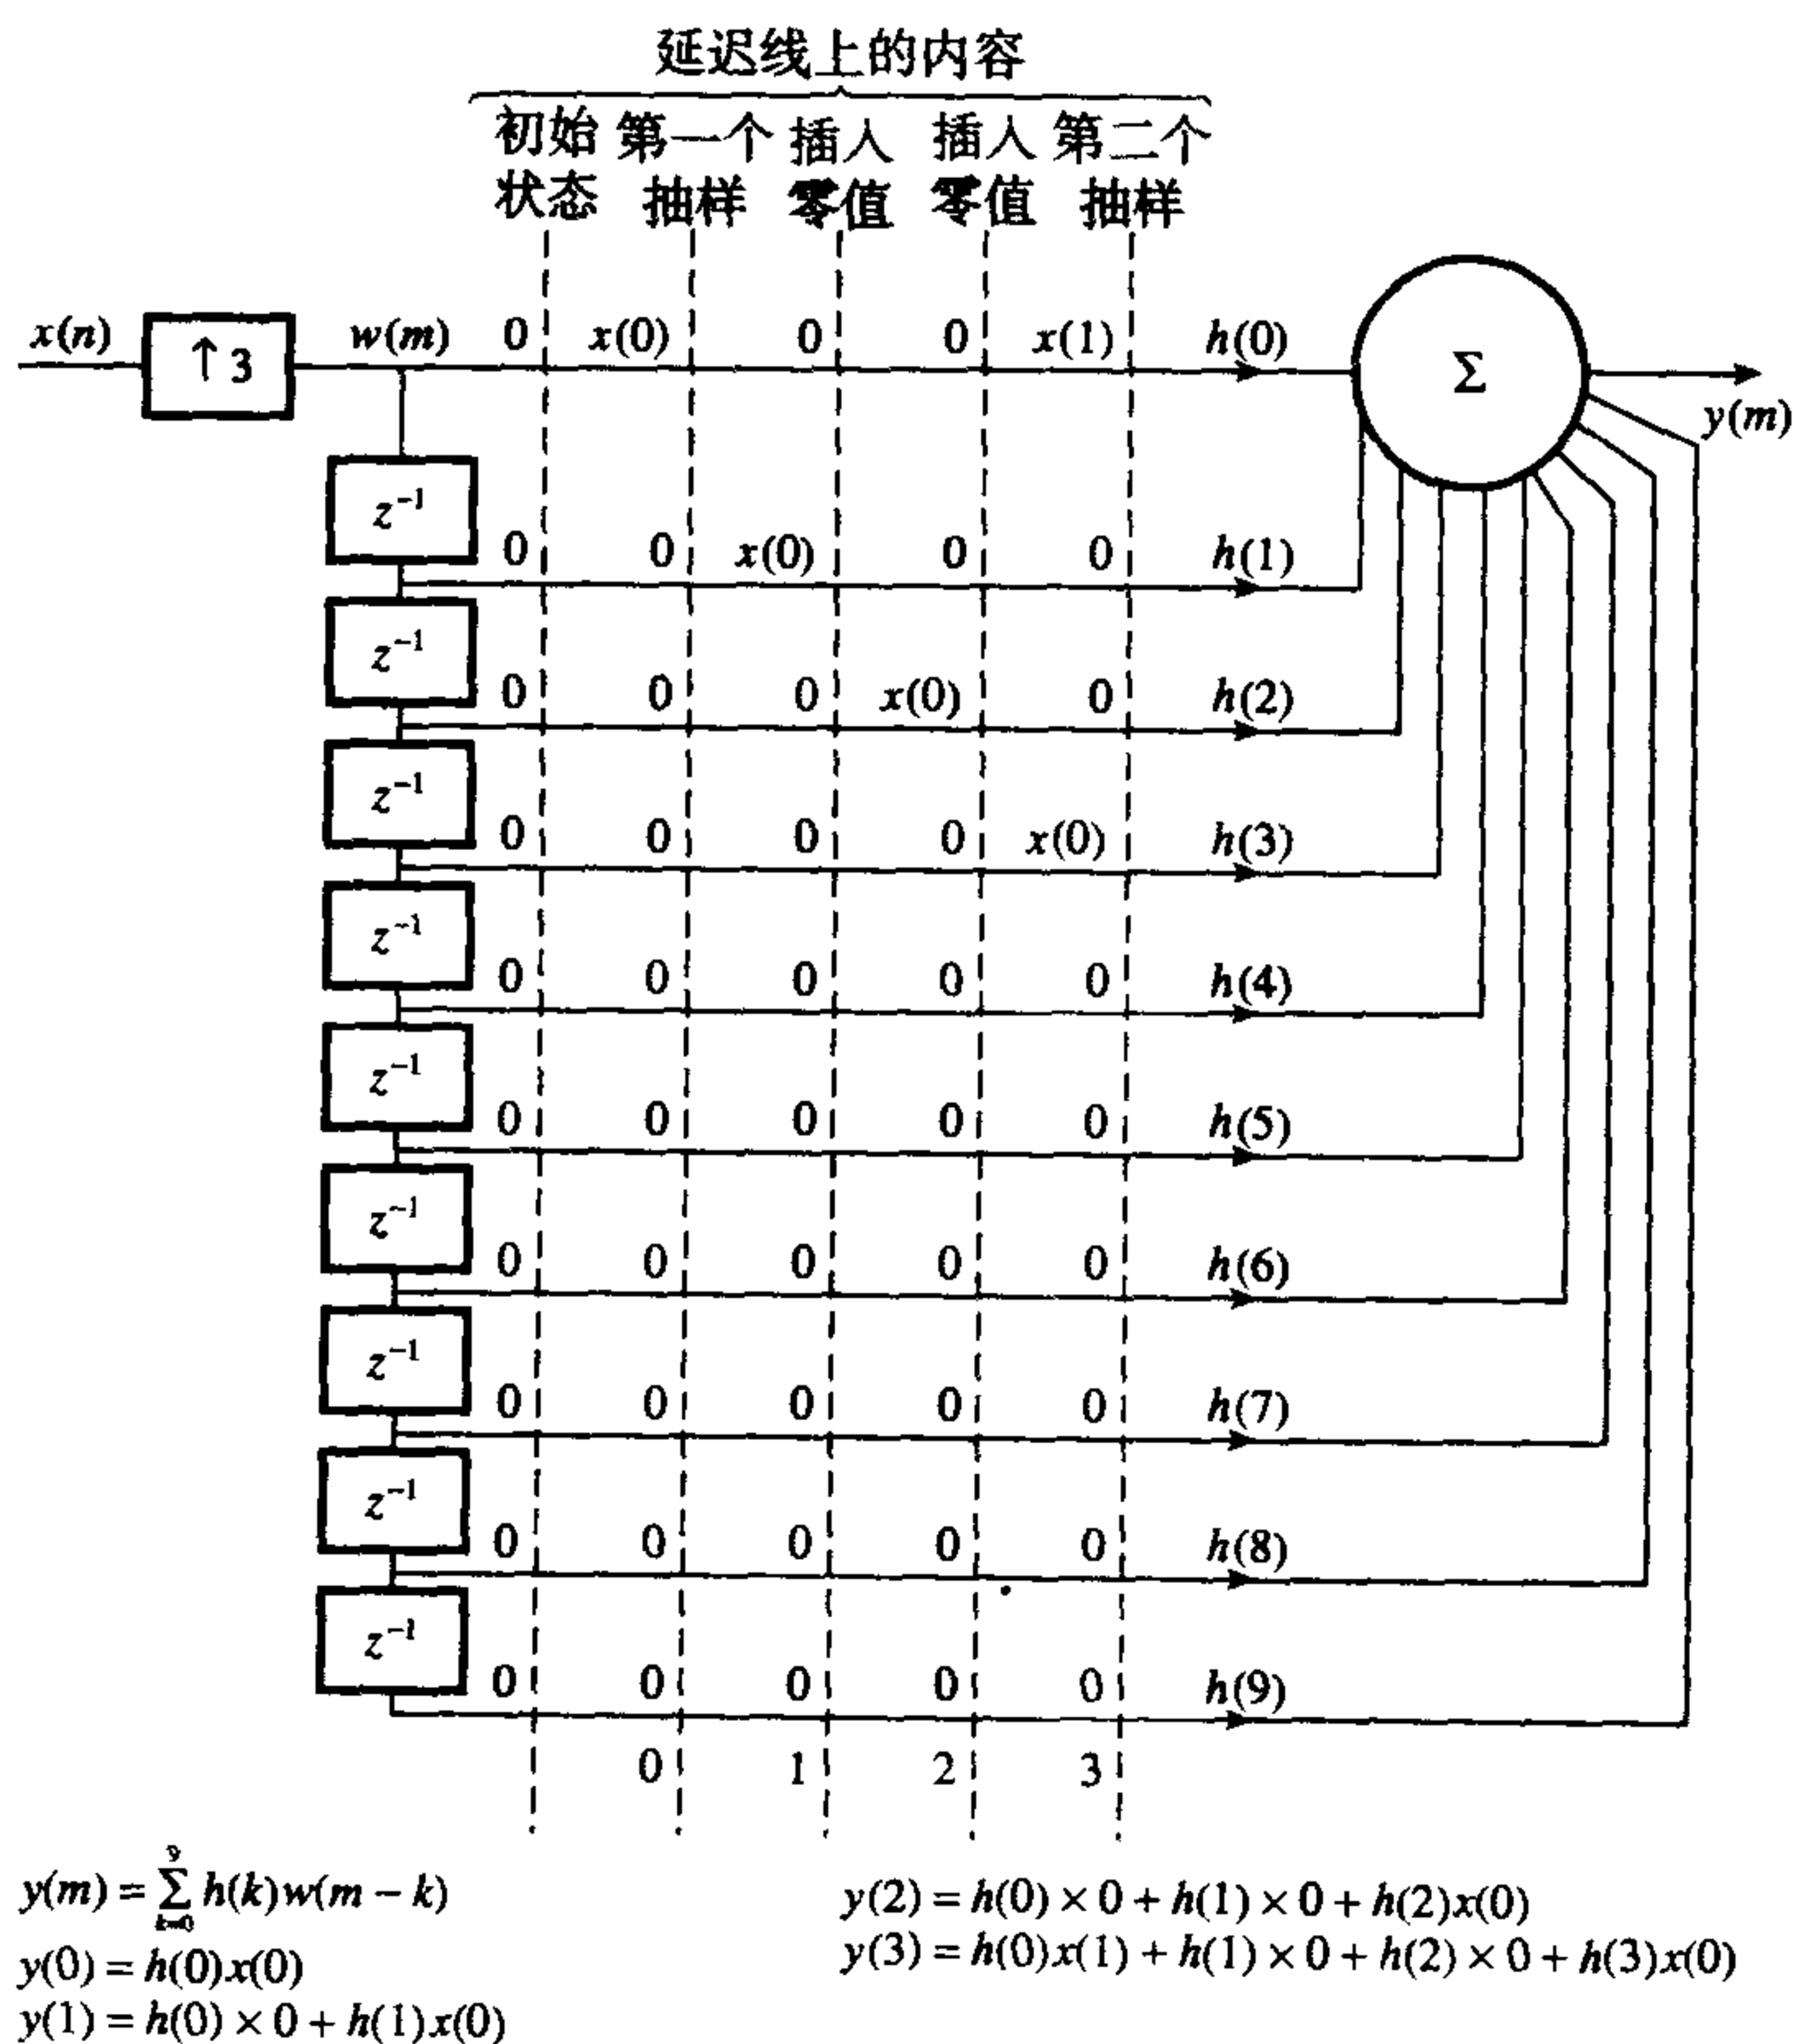 延迟线上的内容
初始 第一个 插入 插入 第二个
状态 抽样 零值 零值 抽样
x(n) ↑3 w(m) 0 x(0) 0 0 x(1) h(0) Σ
y(m)
z⁻¹
0 0 x(0) 0 0 h(1)
z⁻¹
0 0 0 x(0) 0 h(2)
z⁻¹
0 0 0 0 x(0) h(3)
z⁻¹
0 0 0 0 0 h(4)
z⁻¹
0 0 0 0 0 h(5)
z⁻¹
0 0 0 0 0 h(6)
z⁻¹
0 0 0 0 0 h(7)
z⁻¹
0 0 0 0 0 h(8)
z⁻¹
0 0 0 0 0 h(9)
0 1 2 3
y(m) = Σ_{k=0}^{9} h(k)w(m − k)
y(0) = h(0)x(0)
y(1) = h(0) × 0 + h(1)x(0)
y(2) = h(0) × 0 + h(1) × 0 + h(2)x(0)
y(3) = h(0)x(1) + h(1) × 0 + h(2) × 0 + h(3)x(0)